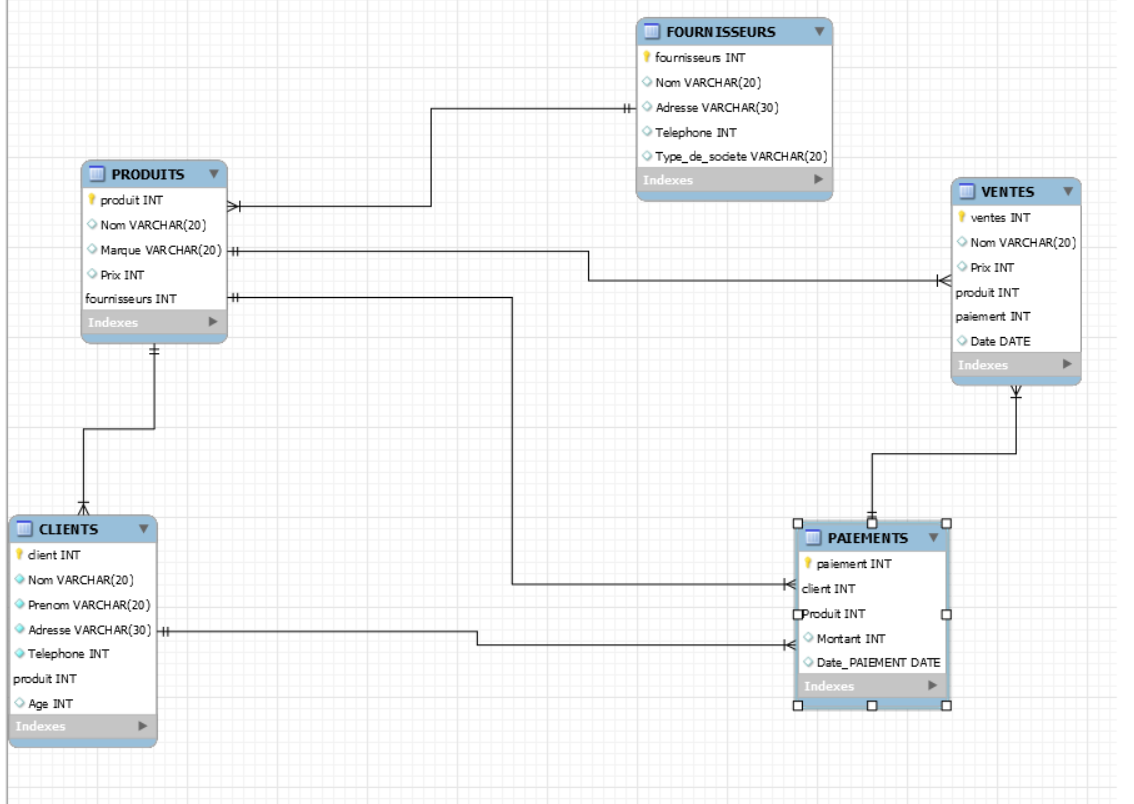 FOURNISSEURS
fournisseurs INT
Nom VARCHAR(20)
Adresse VARCHAR(30)
Telephone INT
Type_de_societe VARCHAR(20)
Indexes
PRODUITS
produit INT
Nom VARCHAR(20)
Marque VARCHAR(20)
Prix INT
fournisseurs INT
Indexes
VENTES
ventes INT
Nom VARCHAR(20)
Prix INT
produit INT
paiement INT
Date DATE
Indexes
CLIENTS
client INT
Nom VARCHAR(20)
Prenom VARCHAR(20)
Adresse VARCHAR(30)
Telephone INT
produit INT
Age INT
Indexes
PAIEMENTS
paiement INT
client INT
Produit INT
Montant INT
Date_PAIEMENT DATE
Indexes